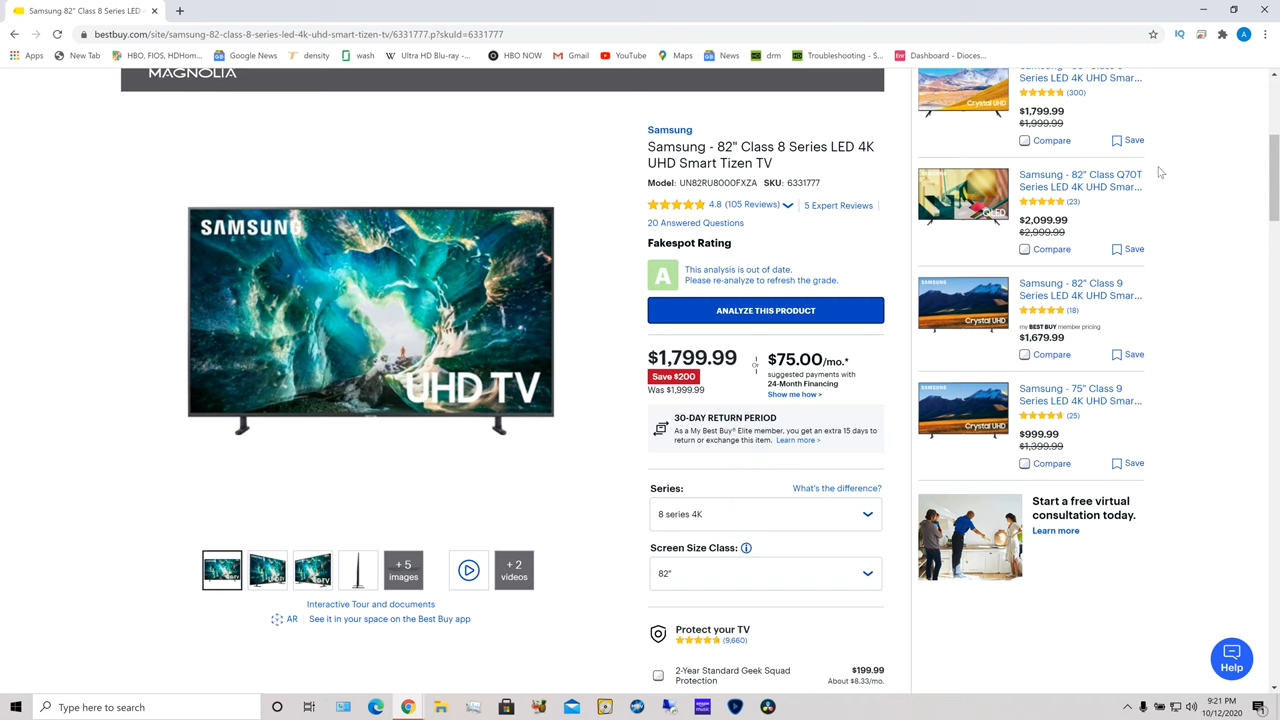 Samsung 82" Class 8 Series LED 4
bestbuy.com/site/samsung-82-class-8-series-led-4k-uhd-smart-tizen-tv/6331777.p?skuId=6331777
A
Apps
New Tab
HBO, FIOS, HDHom...
Google News
density
wash
Ultra HD Blu-ray -...
HBO NOW
Gmail
YouTube
Maps
News
drm
Troubleshooting - S...
Dashboard - Dioces...
MAGNOLIA
Samsung
Samsung - 82" Class 8 Series LED 4K
UHD Smart Tizen TV
Model: UN82RU8000FXZA SKU: 6331777
4.8 (105 Reviews)
5 Expert Reviews
20 Answered Questions
Fakespot Rating
A
This analysis is out of date.
Please re-analyze to refresh the grade.
ANALYZE THIS PRODUCT
$1,799.99
Save $200
Was $1,999.99
or
$75.00/mo.*
suggested payments with
24-Month Financing
Show me how >
30-DAY RETURN PERIOD
As a My Best Buy® Elite member, you get an extra 15 days to
return or exchange this item. Learn more >
Series:
What's the difference?
8 series 4K
Screen Size Class:
82"
Protect your TV
(9,660)
2-Year Standard Geek Squad
Protection
$199.99
About $8.33/mo.
SAMSUNG
UHD TV
+ 5
images
+ 2
videos
Interactive Tour and documents
AR
See it in your space on the Best Buy app
Series LED 4K UHD Smar...
(300)
$1,799.99
$1,999.99
Compare
Save
Crystal UHD
Samsung - 82" Class Q70T
Series LED 4K UHD Smar...
(23)
$2,099.99
$2,999.99
Compare
Save
SAMSUNG
QLED
Samsung - 82" Class 9
Series LED 4K UHD Smar...
(18)
my BEST BUY member pricing
$1,679.99
Compare
Save
SAMSUNG
Crystal UHD
Samsung - 75" Class 9
Series LED 4K UHD Smar...
(25)
$999.99
$1,399.99
Compare
Save
SAMSUNG
Crystal UHD
Start a free virtual
consultation today.
Learn more
Help
Type here to search
9:21 PM
10/12/2020